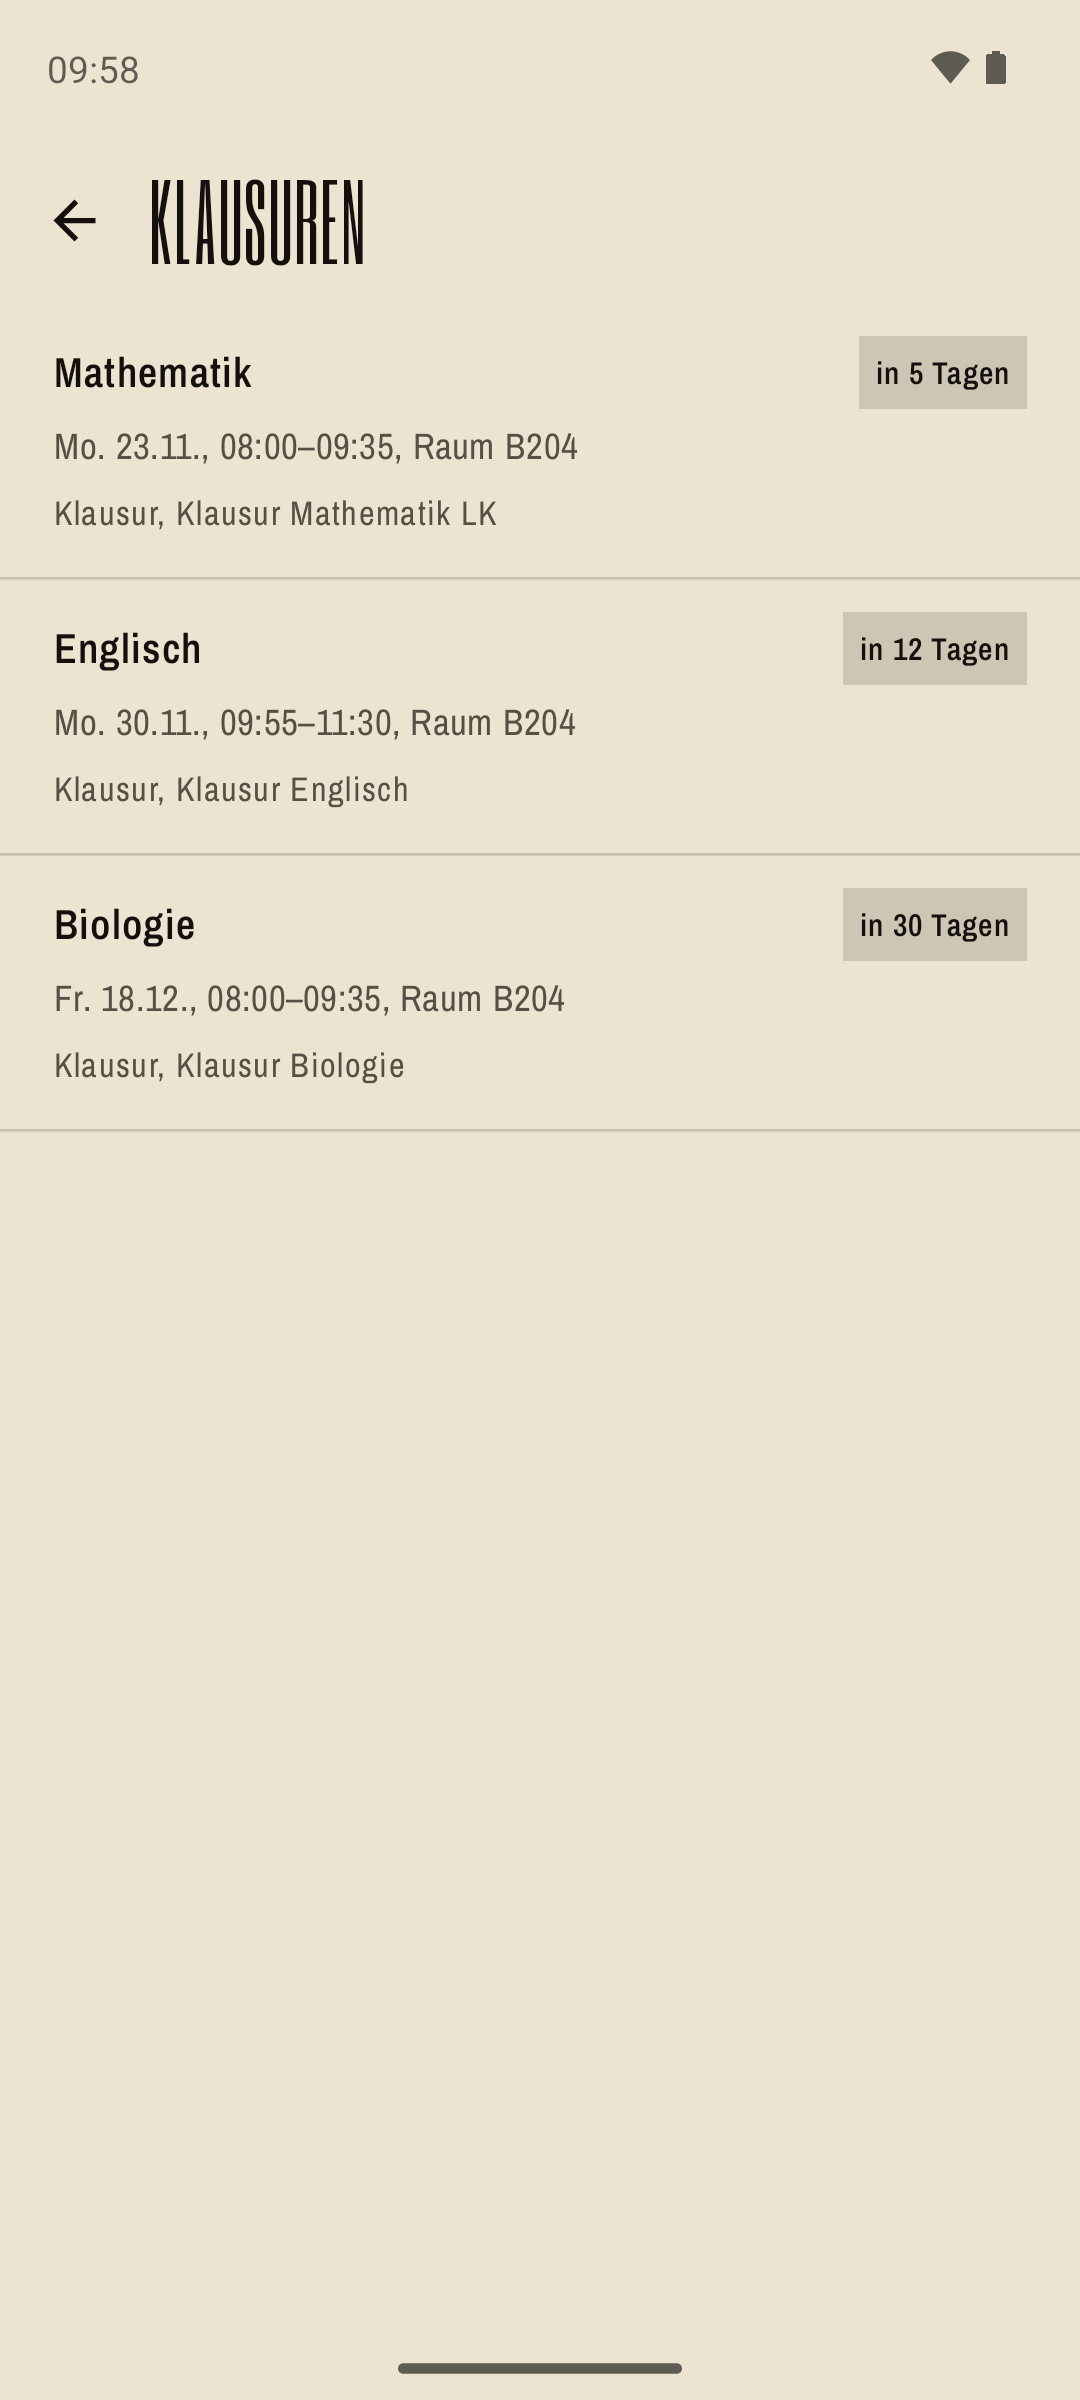 09:58
KLAUSUREN
Mathematik
in 5 Tagen
Mo. 23.11., 08:00–09:35, Raum B204
Klausur, Klausur Mathematik LK
Englisch
in 12 Tagen
Mo. 30.11., 09:55–11:30, Raum B204
Klausur, Klausur Englisch
Biologie
in 30 Tagen
Fr. 18.12., 08:00–09:35, Raum B204
Klausur, Klausur Biologie